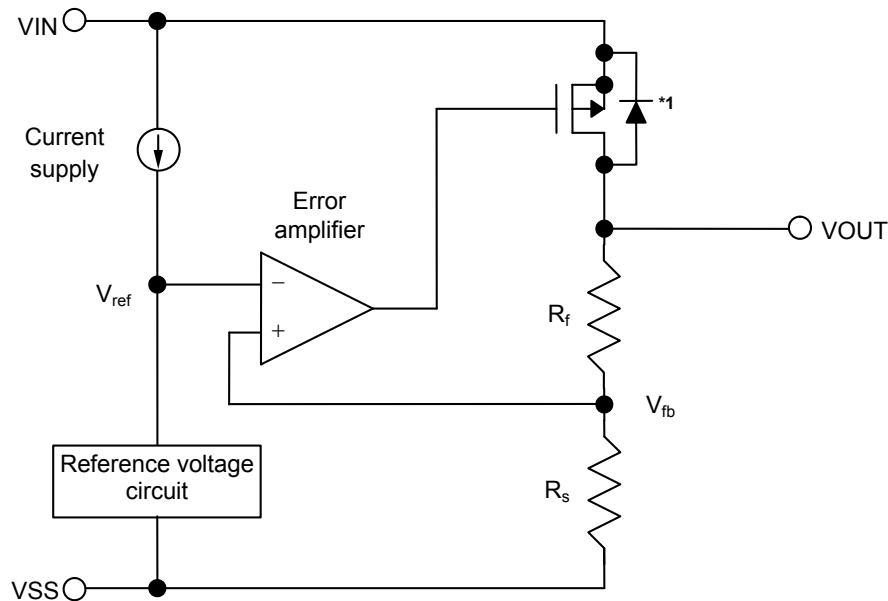 VIN
*1
Current
supply
Error
amplifier
VOUT
Vref
−
+
Rf
Vfb
Reference voltage
circuit
Rs
VSS